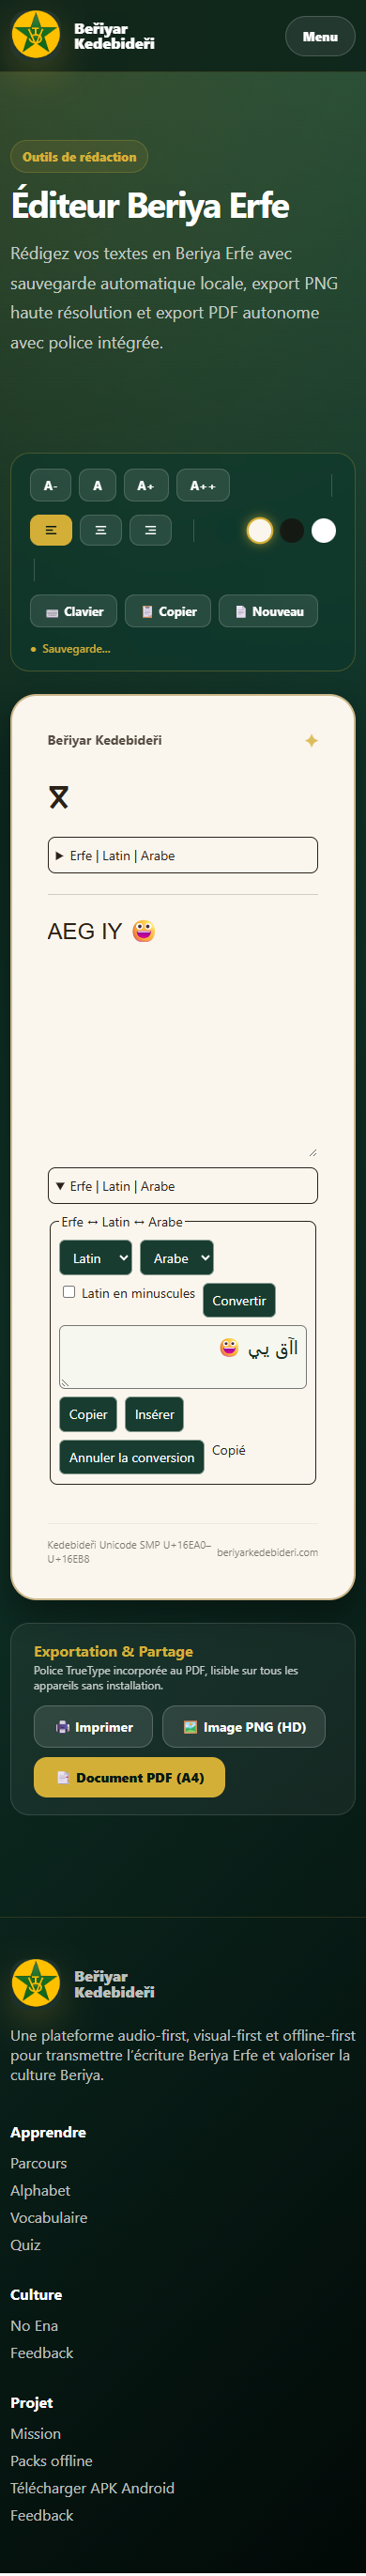 Beřiyar
Kedebideři
Menu
Outils de rédaction
Éditeur Beriya Erfe
Rédigez vos textes en Beriya Erfe avec
sauvegarde automatique locale, export PNG
haute résolution et export PDF autonome
avec police intégrée.
A-
A
A+
A++
⌨️ Clavier
📋 Copier
📄 Nouveau
● Sauvegarde...
Beřiyar Kedebideři
✦
▶ Erfe | Latin | Arabe
AEG IY 😀
▼ Erfe | Latin | Arabe
Erfe ↔ Latin ↔ Arabe
Latin
Arabe
Latin en minuscules
Convertir
اآق يي 😀
Copier
Insérer
Annuler la conversion
Copié
Kedebideři Unicode SMP U+16EA0–
U+16EB8
beriyarkedebideri.com
Exportation & Partage
Police TrueType incorporée au PDF, lisible sur tous les
appareils sans installation.
🖨️ Imprimer
🖼️ Image PNG (HD)
📑 Document PDF (A4)
Beřiyar
Kedebideři
Une plateforme audio-first, visual-first et offline-first
pour transmettre l'écriture Beriya Erfe et valoriser la
culture Beriya.
Apprendre
Parcours
Alphabet
Vocabulaire
Quiz
Culture
No Ena
Feedback
Projet
Mission
Packs offline
Télécharger APK Android
Feedback